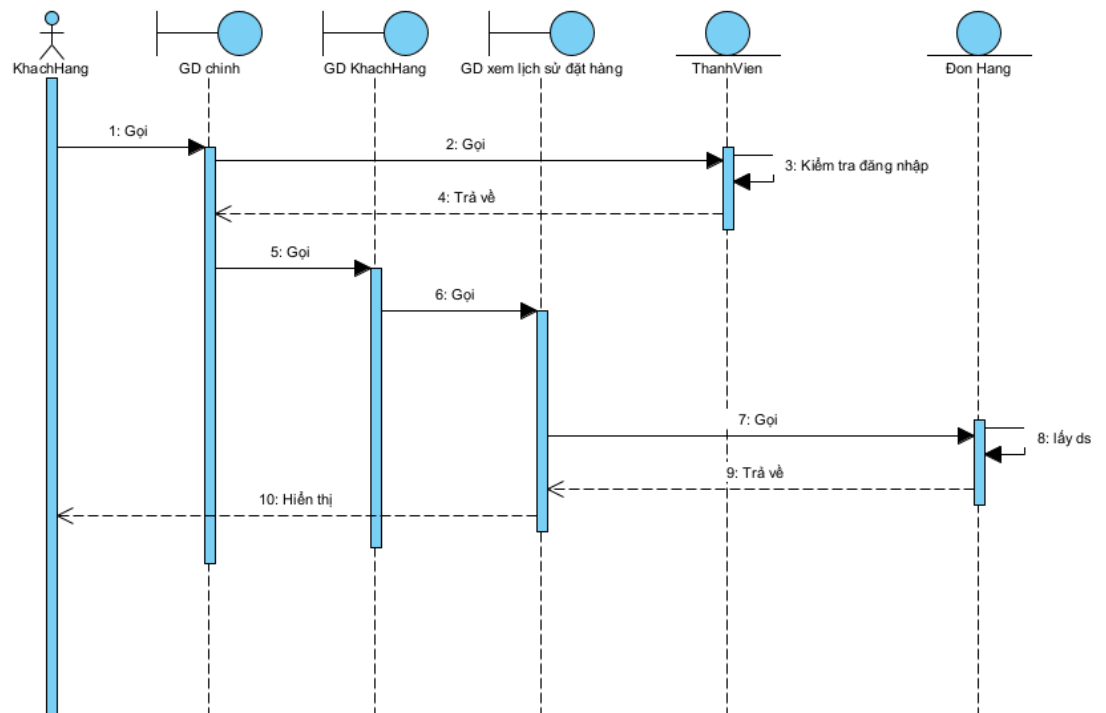 KhachHang
GD chinh
GD KhachHang
GD xem lịch sử đặt hàng
ThanhVien
Đon Hang
1: Gọi
2: Gọi
3: Kiểm tra đăng nhập
4: Trả về
5: Gọi
6: Gọi
7: Gọi
8: lấy ds
9: Trả về
10: Hiển thị